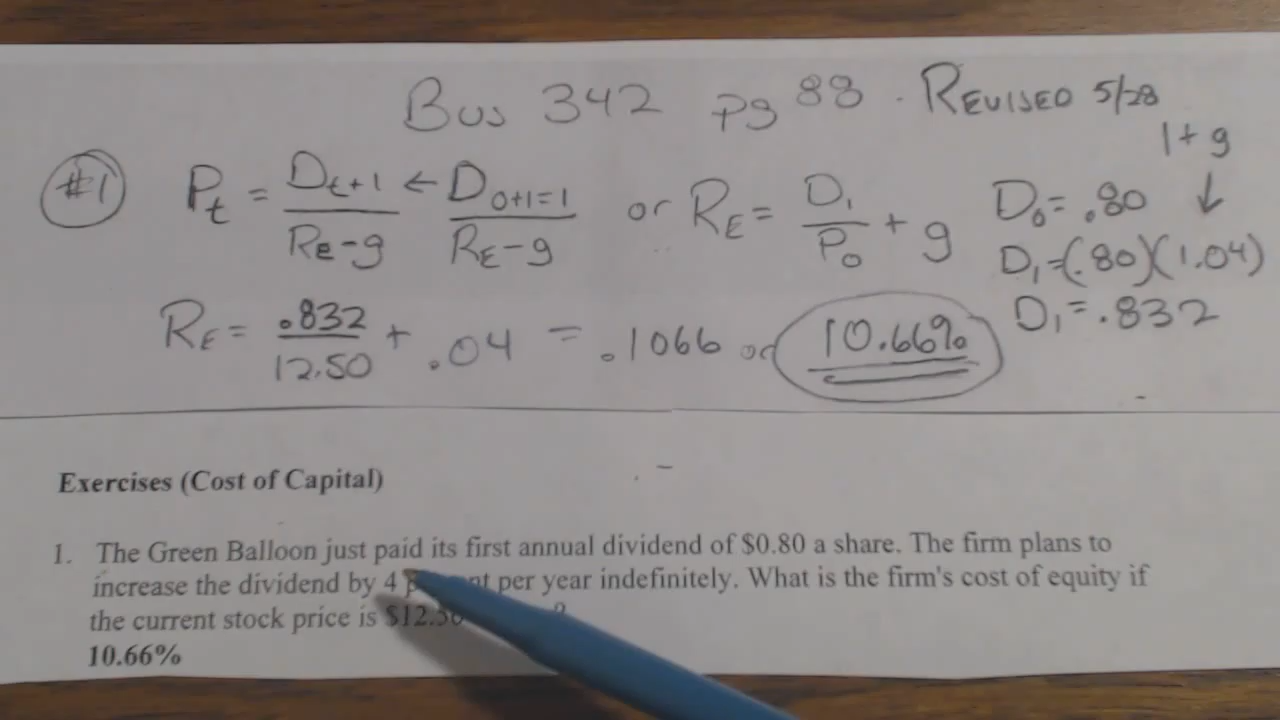 Bus 342 pg 88 . REVISED 5/28
1+g
↓
#1 Pt = Dt+1 / RE-g ← D0+1=1 / RE-g or RE = D1 / P0 + g
D0 = .80
D1 = (.80)(1.04)
D1 = .832
RE = .832 / 12.50 + .04 = .1066 or 10.66%
Exercises (Cost of Capital)
1. The Green Balloon just paid its first annual dividend of $0.80 a share. The firm plans to
increase the dividend by 4 per year indefinitely. What is the firm's cost of equity if
the current stock price is $12.50 ?
10.66%